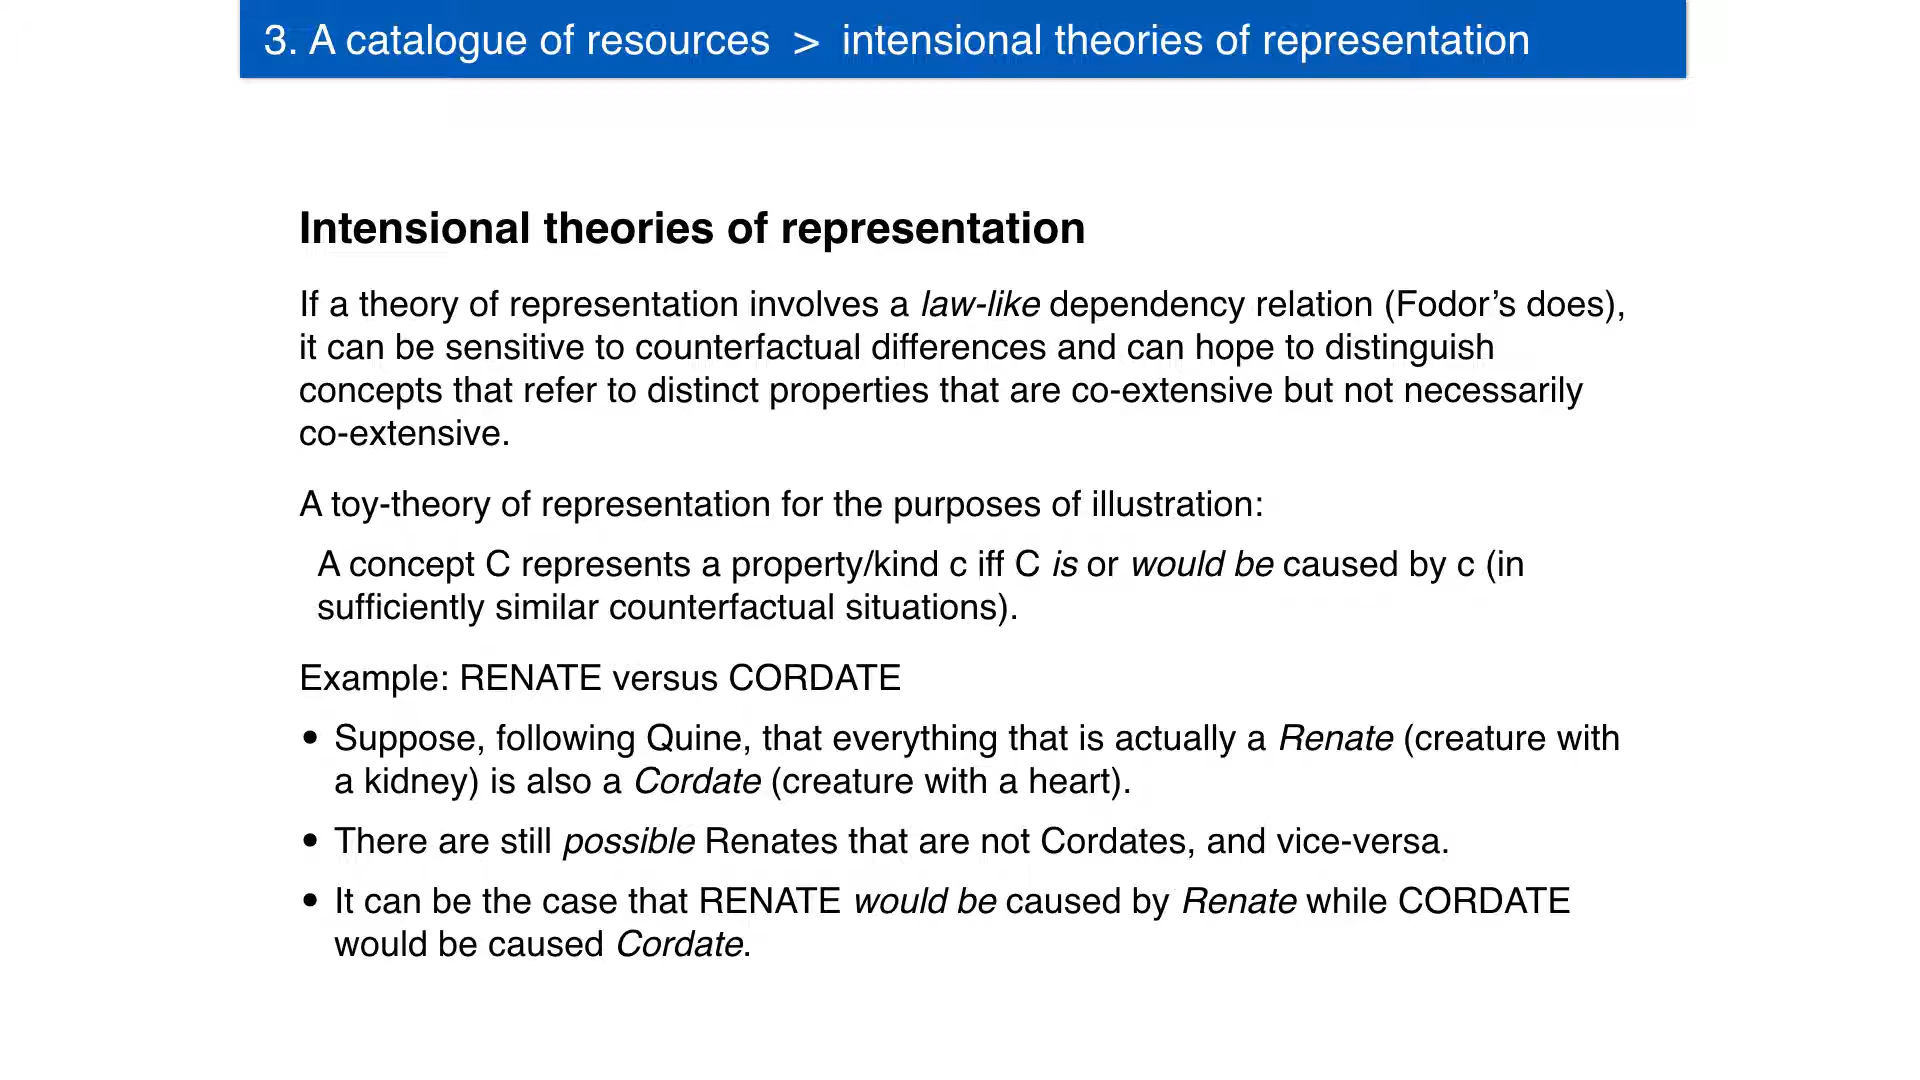 3. A catalogue of resources > intensional theories of representation
Intensional theories of representation
If a theory of representation involves a law-like dependency relation (Fodor’s does),
it can be sensitive to counterfactual differences and can hope to distinguish
concepts that refer to distinct properties that are co-extensive but not necessarily
co-extensive.
A toy-theory of representation for the purposes of illustration:
A concept C represents a property/kind c iff C is or would be caused by c (in
sufficiently similar counterfactual situations).
Example: RENATE versus CORDATE
• Suppose, following Quine, that everything that is actually a Renate (creature with
a kidney) is also a Cordate (creature with a heart).
• There are still possible Renates that are not Cordates, and vice-versa.
• It can be the case that RENATE would be caused by Renate while CORDATE
would be caused Cordate.